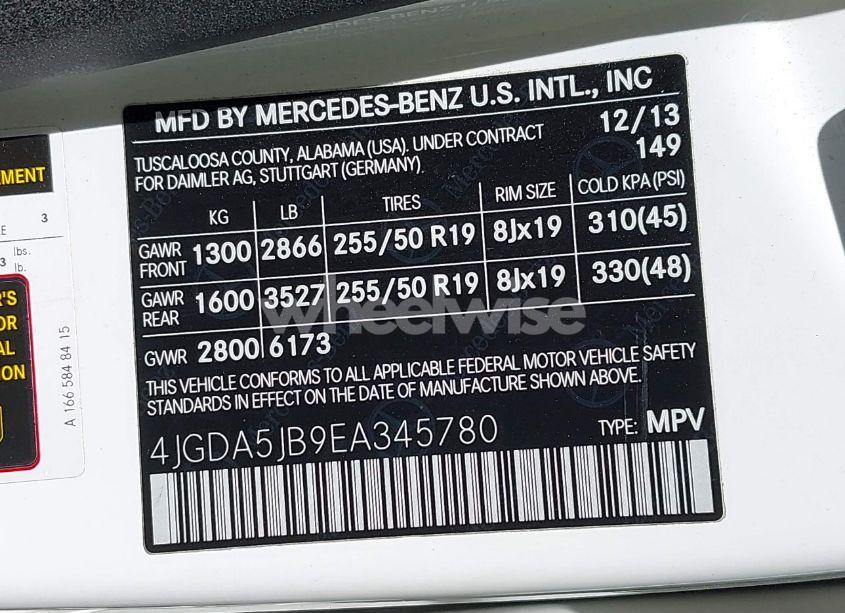 MFD BY MERCEDES-BENZ U.S. INTL., INC
TUSCALOOSA COUNTY, ALABAMA (USA). UNDER CONTRACT 12/13
FOR DAIMLER AG, STUTTGART (GERMANY). 149
KG LB TIRES RIM SIZE COLD KPA (PSI)
GAWR FRONT 1300 2866 255/50 R19 8Jx19 310(45)
GAWR REAR 1600 3527 255/50 R19 8Jx19 330(48)
GVWR 2800 6173
THIS VEHICLE CONFORMS TO ALL APPLICABLE FEDERAL MOTOR VEHICLE SAFETY
STANDARDS IN EFFECT ON THE DATE OF MANUFACTURE SHOWN ABOVE.
4JGDA5JB9EA345780 TYPE: MPV
wheelwise
A 166 584 84 15
3
lbs.
3 lb.